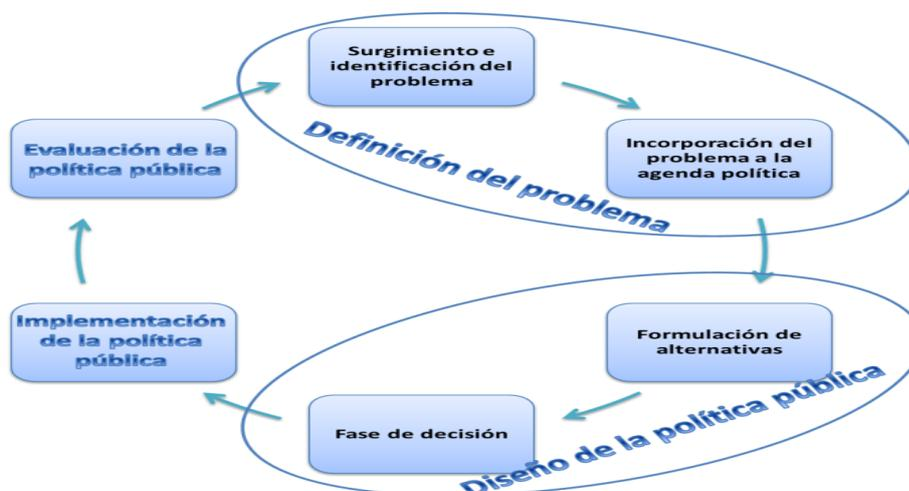 Surgimiento e
identificación del
problema
Definición del problema
Incorporación del
problema a la
agenda política
Evaluación de la
política pública
Implementación
de la política
pública
Formulación de
alternativas
Fase de decisión
Diseño de la política pública